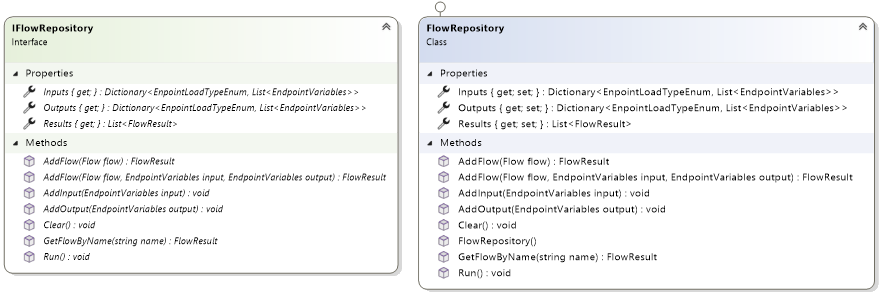 IFlowRepository
Interface
Properties
Inputs { get; } : Dictionary<EnpointLoadTypeEnum, List<EndpointVariables>>
Outputs { get; } : Dictionary<EnpointLoadTypeEnum, List<EndpointVariables>>
Results { get; } : List<FlowResult>
Methods
AddFlow(Flow flow) : FlowResult
AddFlow(Flow flow, EndpointVariables input, EndpointVariables output) : FlowResult
AddInput(EndpointVariables input) : void
AddOutput(EndpointVariables output) : void
Clear() : void
GetFlowByName(string name) : FlowResult
Run() : void
FlowRepository
Class
Properties
Inputs { get; set; } : Dictionary<EnpointLoadTypeEnum, List<EndpointVariables>>
Outputs { get; set; } : Dictionary<EnpointLoadTypeEnum, List<EndpointVariables>>
Results { get; set; } : List<FlowResult>
Methods
AddFlow(Flow flow) : FlowResult
AddFlow(Flow flow, EndpointVariables input, EndpointVariables output) : FlowResult
AddInput(EndpointVariables input) : void
AddOutput(EndpointVariables output) : void
Clear() : void
FlowRepository()
GetFlowByName(string name) : FlowResult
Run() : void